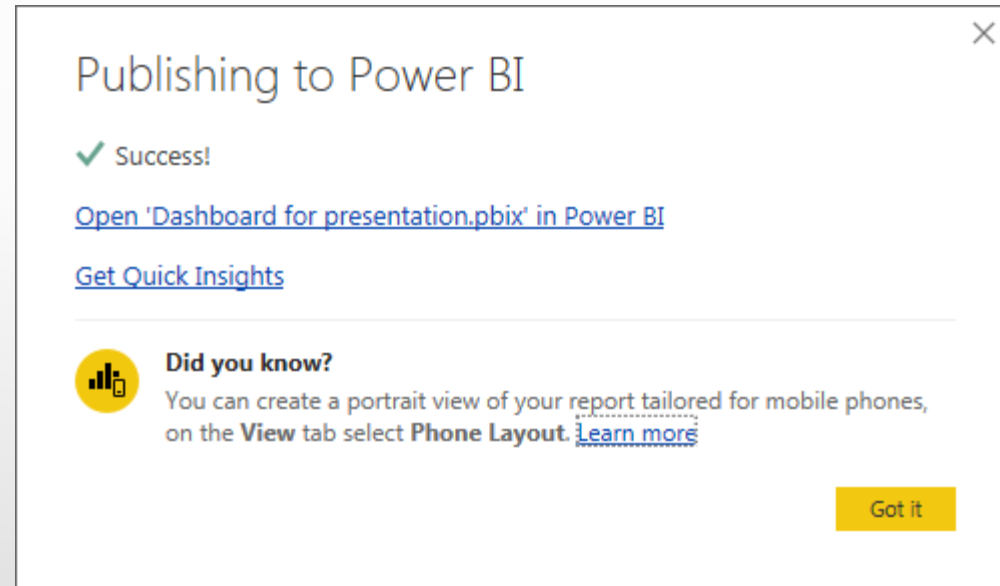 Publishing to Power BI
Success!
Open 'Dashboard for presentation.pbix' in Power BI
Get Quick Insights
Did you know?
You can create a portrait view of your report tailored for mobile phones,
on the View tab select Phone Layout. Learn more
Got it